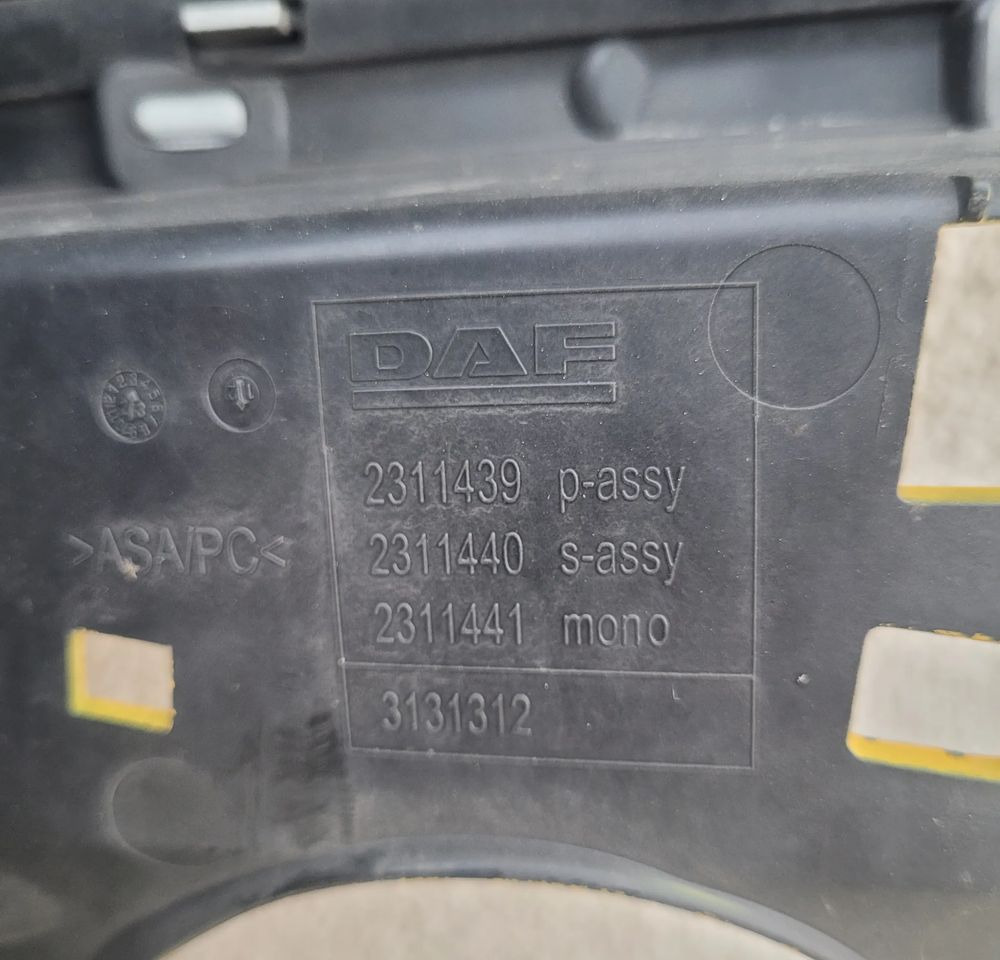 DAF
2311439 p-assy
2311440 s-assy
>ASA/PC<
2311441 mono
3131312